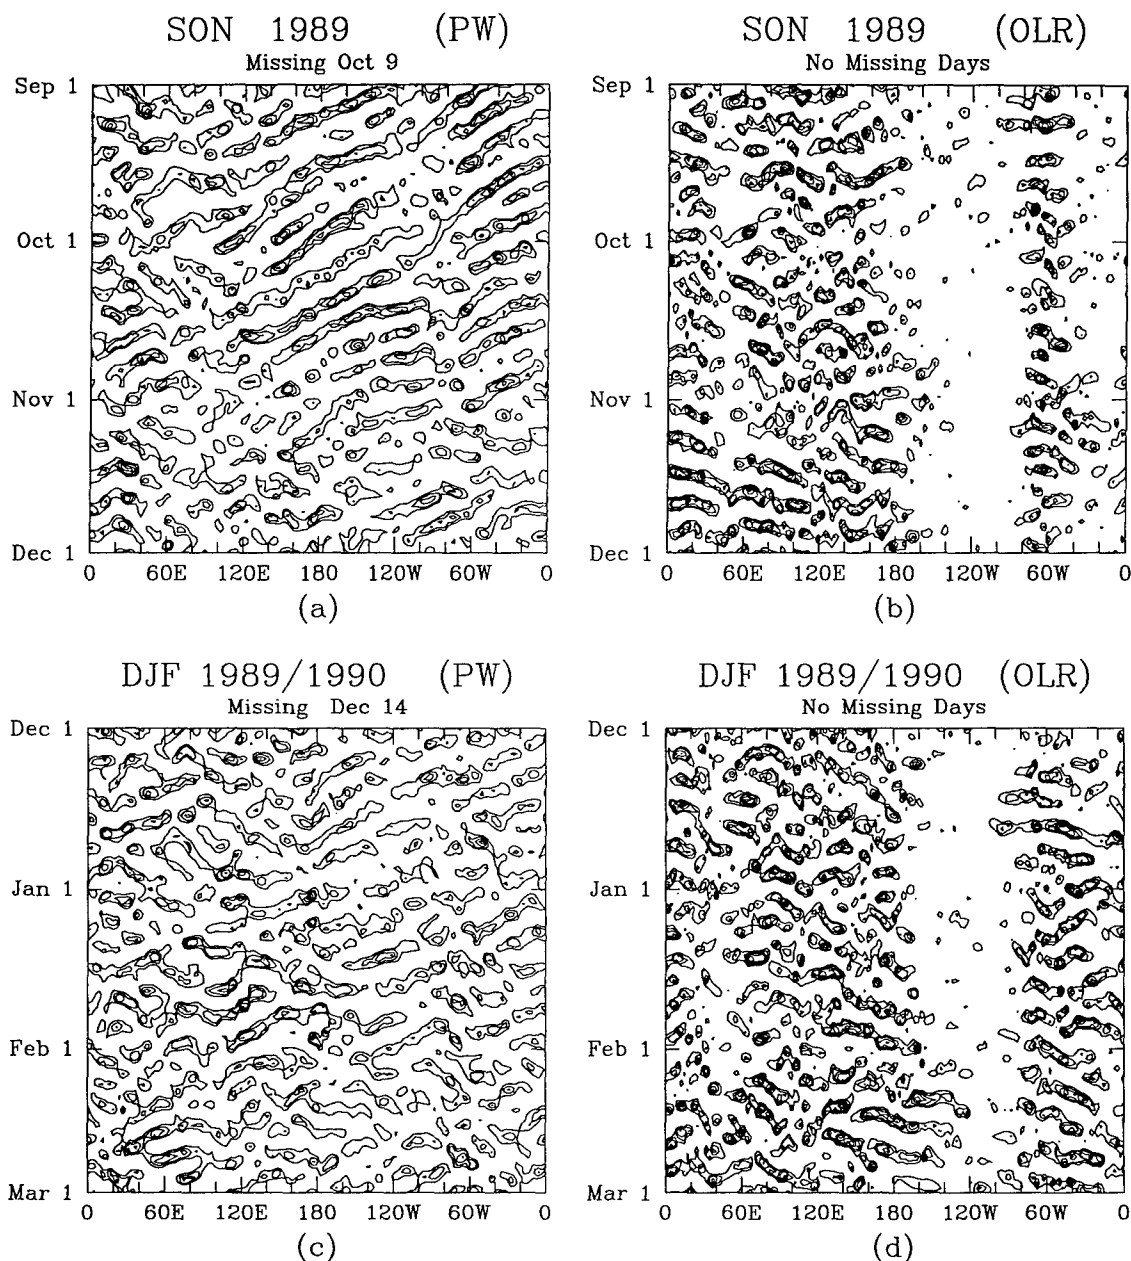 SON 1989 (PW)
Missing Oct 9
Sep 1
Oct 1
Nov 1
Dec 1
0 60E 120E 180 120W 60W 0
(a)
SON 1989 (OLR)
No Missing Days
Sep 1
Oct 1
Nov 1
Dec 1
0 60E 120E 180 120W 60W 0
(b)
DJF 1989/1990 (PW)
Missing Dec 14
Dec 1
Jan 1
Feb 1
Mar 1
0 60E 120E 180 120W 60W 0
(c)
DJF 1989/1990 (OLR)
No Missing Days
Dec 1
Jan 1
Feb 1
Mar 1
0 60E 120E 180 120W 60W 0
(d)